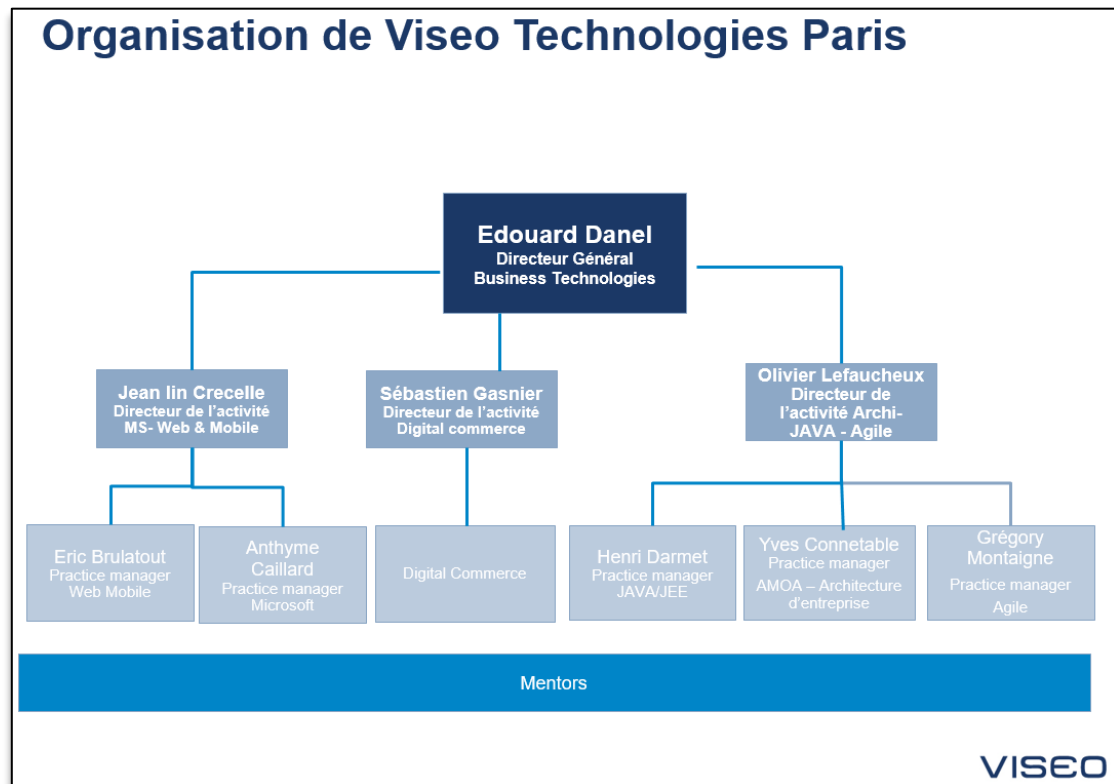 Organisation de Viseo Technologies Paris
Edouard Danel
Directeur Général
Business Technologies
Jean lin Crecelle
Directeur de l'activité
MS- Web & Mobile
Sébastien Gasnier
Directeur de l'activité
Digital commerce
Olivier Lefaucheux
Directeur de
l'activité Archi-
JAVA - Agile
Eric Brulatout
Practice manager
Web Mobile
Anthyme
Caillard
Practice manager
Microsoft
Digital Commerce
Henri Darmet
Practice manager
JAVA/JEE
Yves Connetable
Practice manager
AMOA – Architecture
d'entreprise
Grégory
Montaigne
Practice manager
Agile
Mentors
VISEO